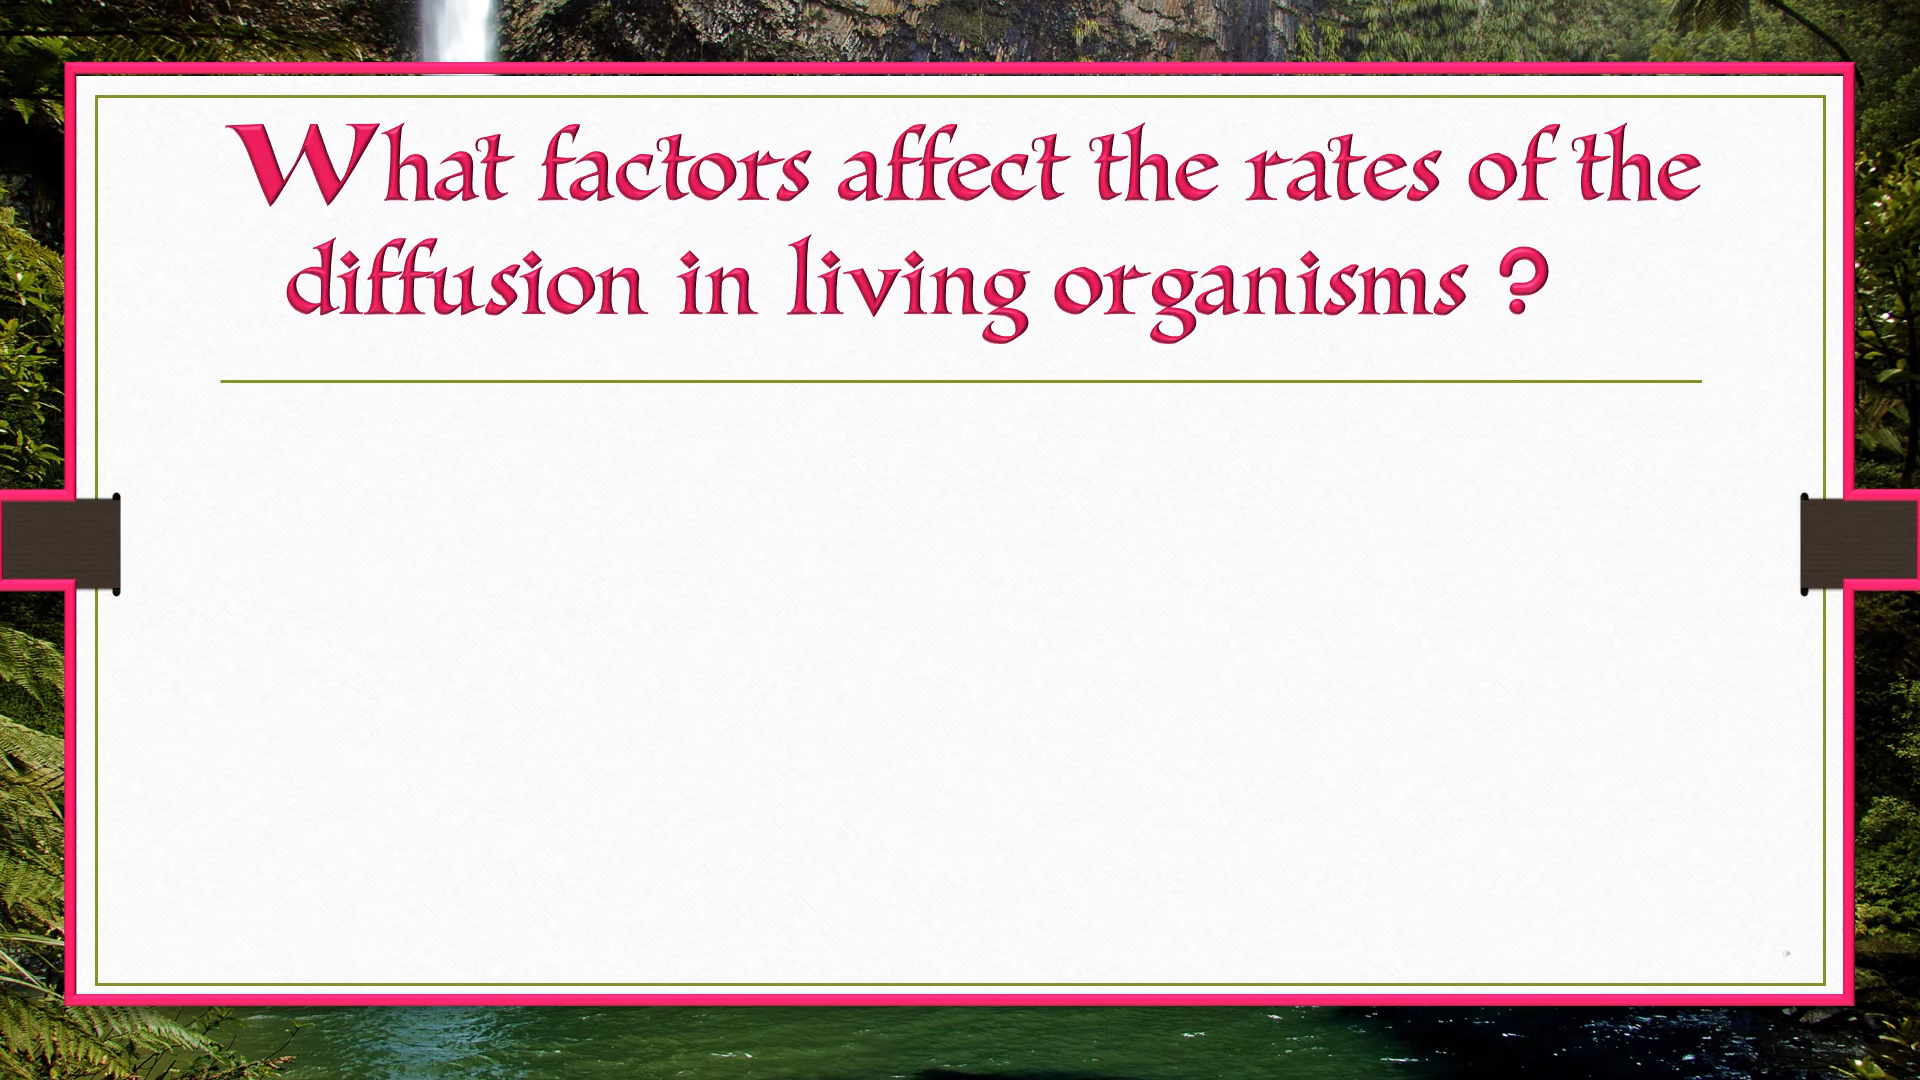 What factors affect the rates of the
diffusion in living organisms ?